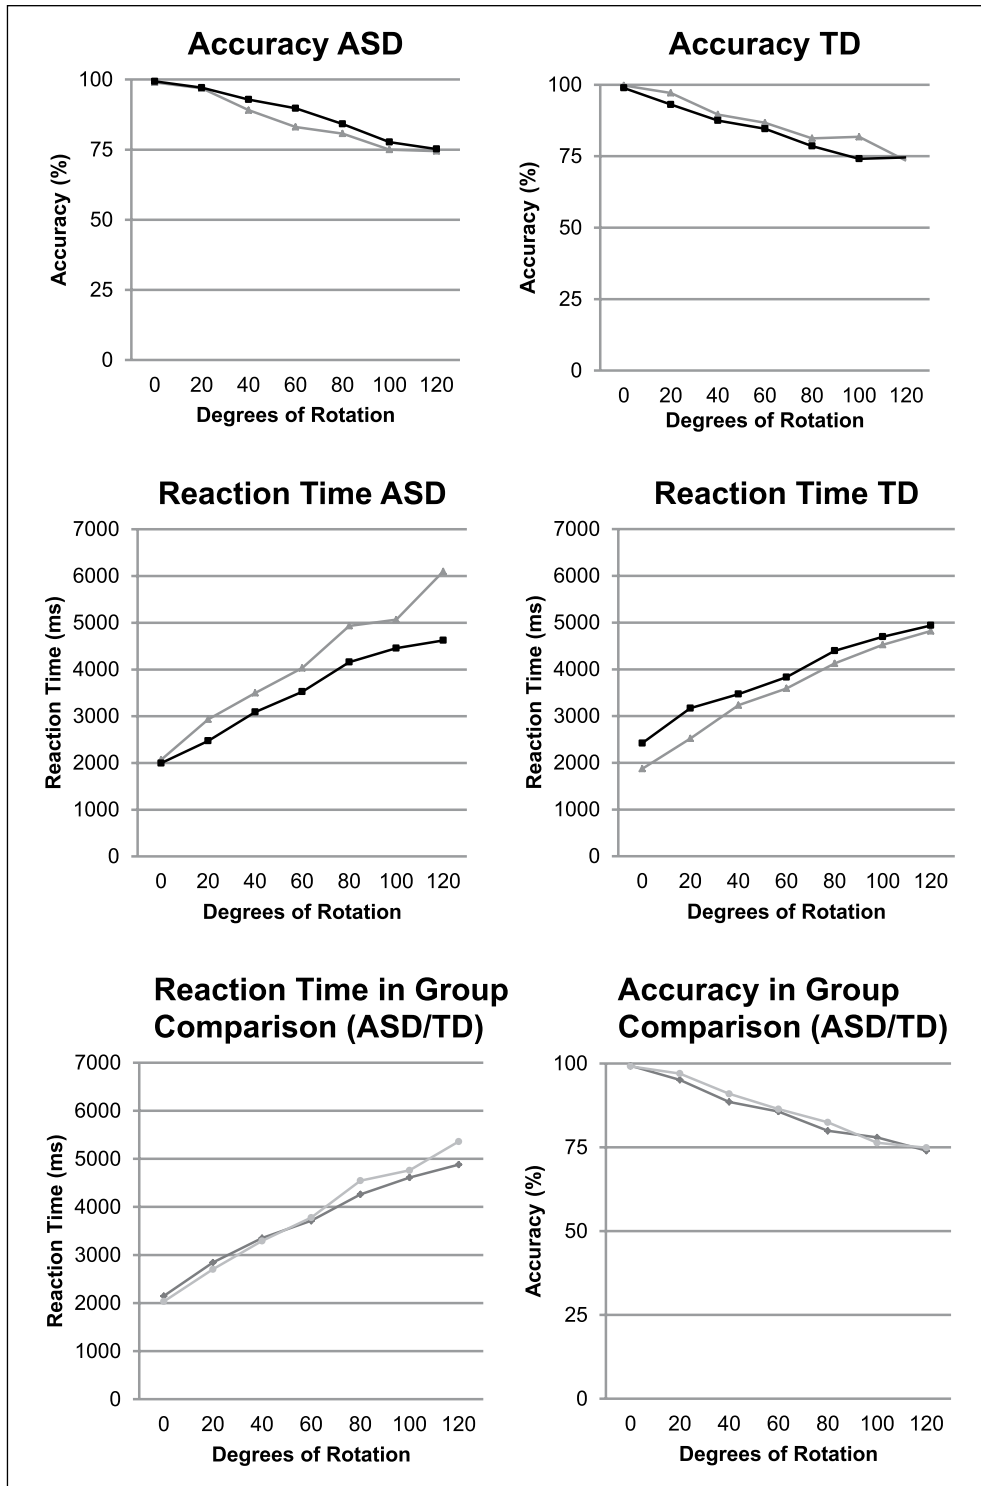 Accuracy ASD
100
75
50
25
0
Accuracy (%)
0 20 40 60 80 100 120
Degrees of Rotation
Accuracy TD
100
75
50
25
0
Accuracy (%)
0 20 40 60 80 100 120
Degrees of Rotation
Reaction Time ASD
7000
6000
5000
4000
3000
2000
1000
0
Reaction Time (ms)
0 20 40 60 80 100 120
Degrees of Rotation
Reaction Time TD
7000
6000
5000
4000
3000
2000
1000
0
Reaction Time (ms)
0 20 40 60 80 100 120
Degrees of Rotation
Reaction Time in Group
Comparison (ASD/TD)
7000
6000
5000
4000
3000
2000
1000
0
Reaction Time (ms)
0 20 40 60 80 100 120
Degrees of Rotation
Accuracy in Group
Comparison (ASD/TD)
100
75
50
25
0
Accuracy (%)
0 20 40 60 80 100 120
Degrees of Rotation